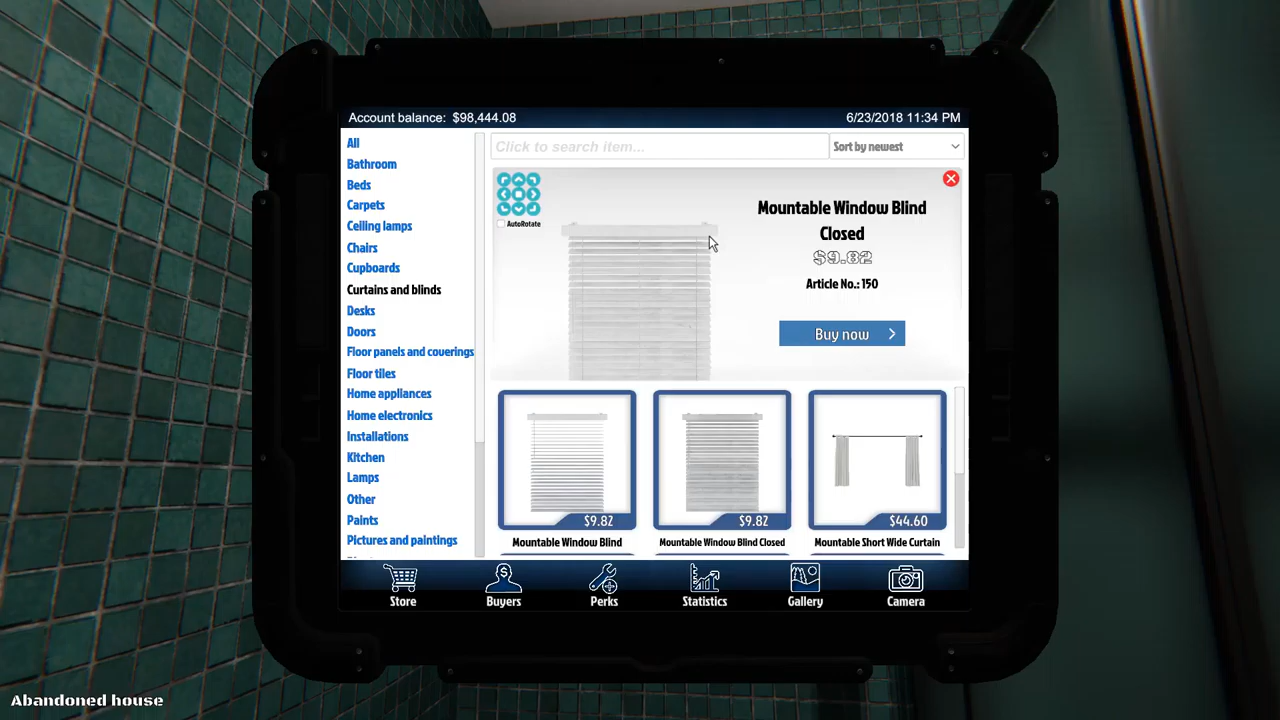 Account balance: $98,444.08
6/23/2018 11:34 PM
All
Bathroom
Beds
Carpets
Ceiling lamps
Chairs
Cupboards
Curtains and blinds
Desks
Doors
Floor panels and coverings
Floor tiles
Home appliances
Home electronics
Installations
Kitchen
Lamps
Other
Paints
Pictures and paintings
Click to search item...
Sort by newest
AutoRotate
Mountable Window Blind
Closed
$9.82
Article No.: 150
Buy now
$9.82
Mountable Window Blind
$9.82
Mountable Window Blind Closed
$44.60
Mountable Short Wide Curtain
Store
Buyers
Perks
Statistics
Gallery
Camera
Abandoned house